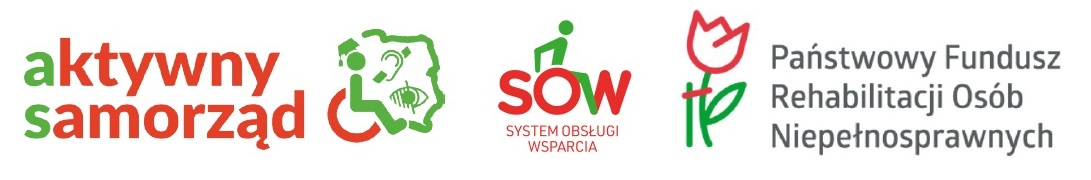 aktywny
samorząd
SOW
SYSTEM OBSŁUGI
WSPARCIA
Państwowy Fundusz
Rehabilitacji Osób
Niepełnosprawnych